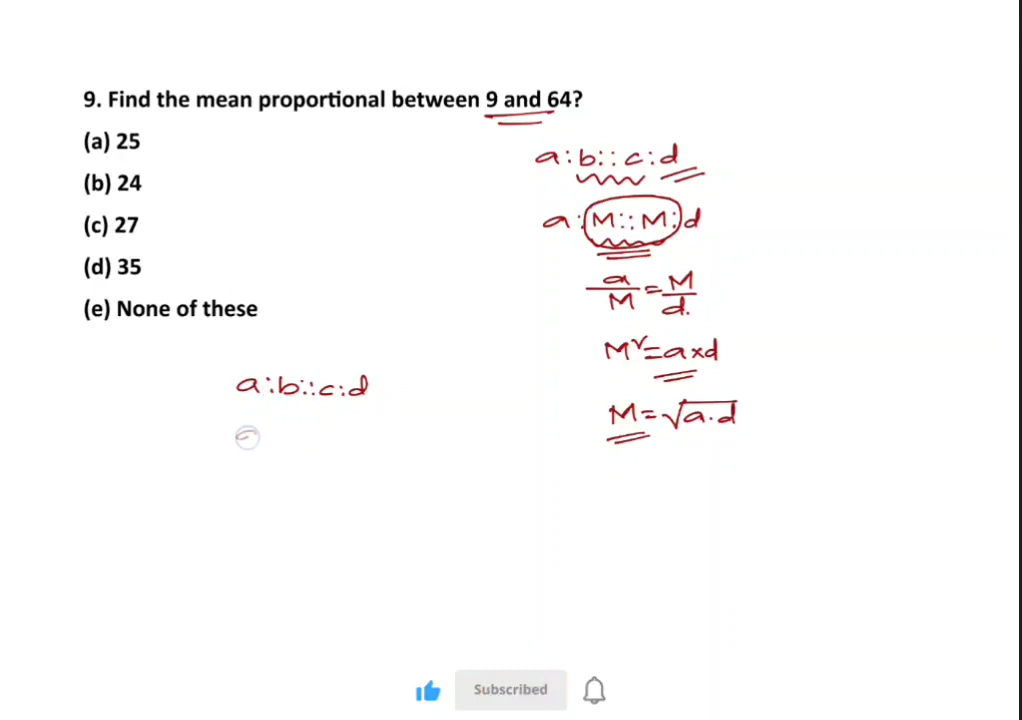 9. Find the mean proportional between 9 and 64?
(a) 25
(b) 24
(c) 27
(d) 35
(e) None of these
a:b::c:d
a:M::M:d
a/M = M/d.
M² = a×d
M = √a.d
a:b::c:d
Subscribed